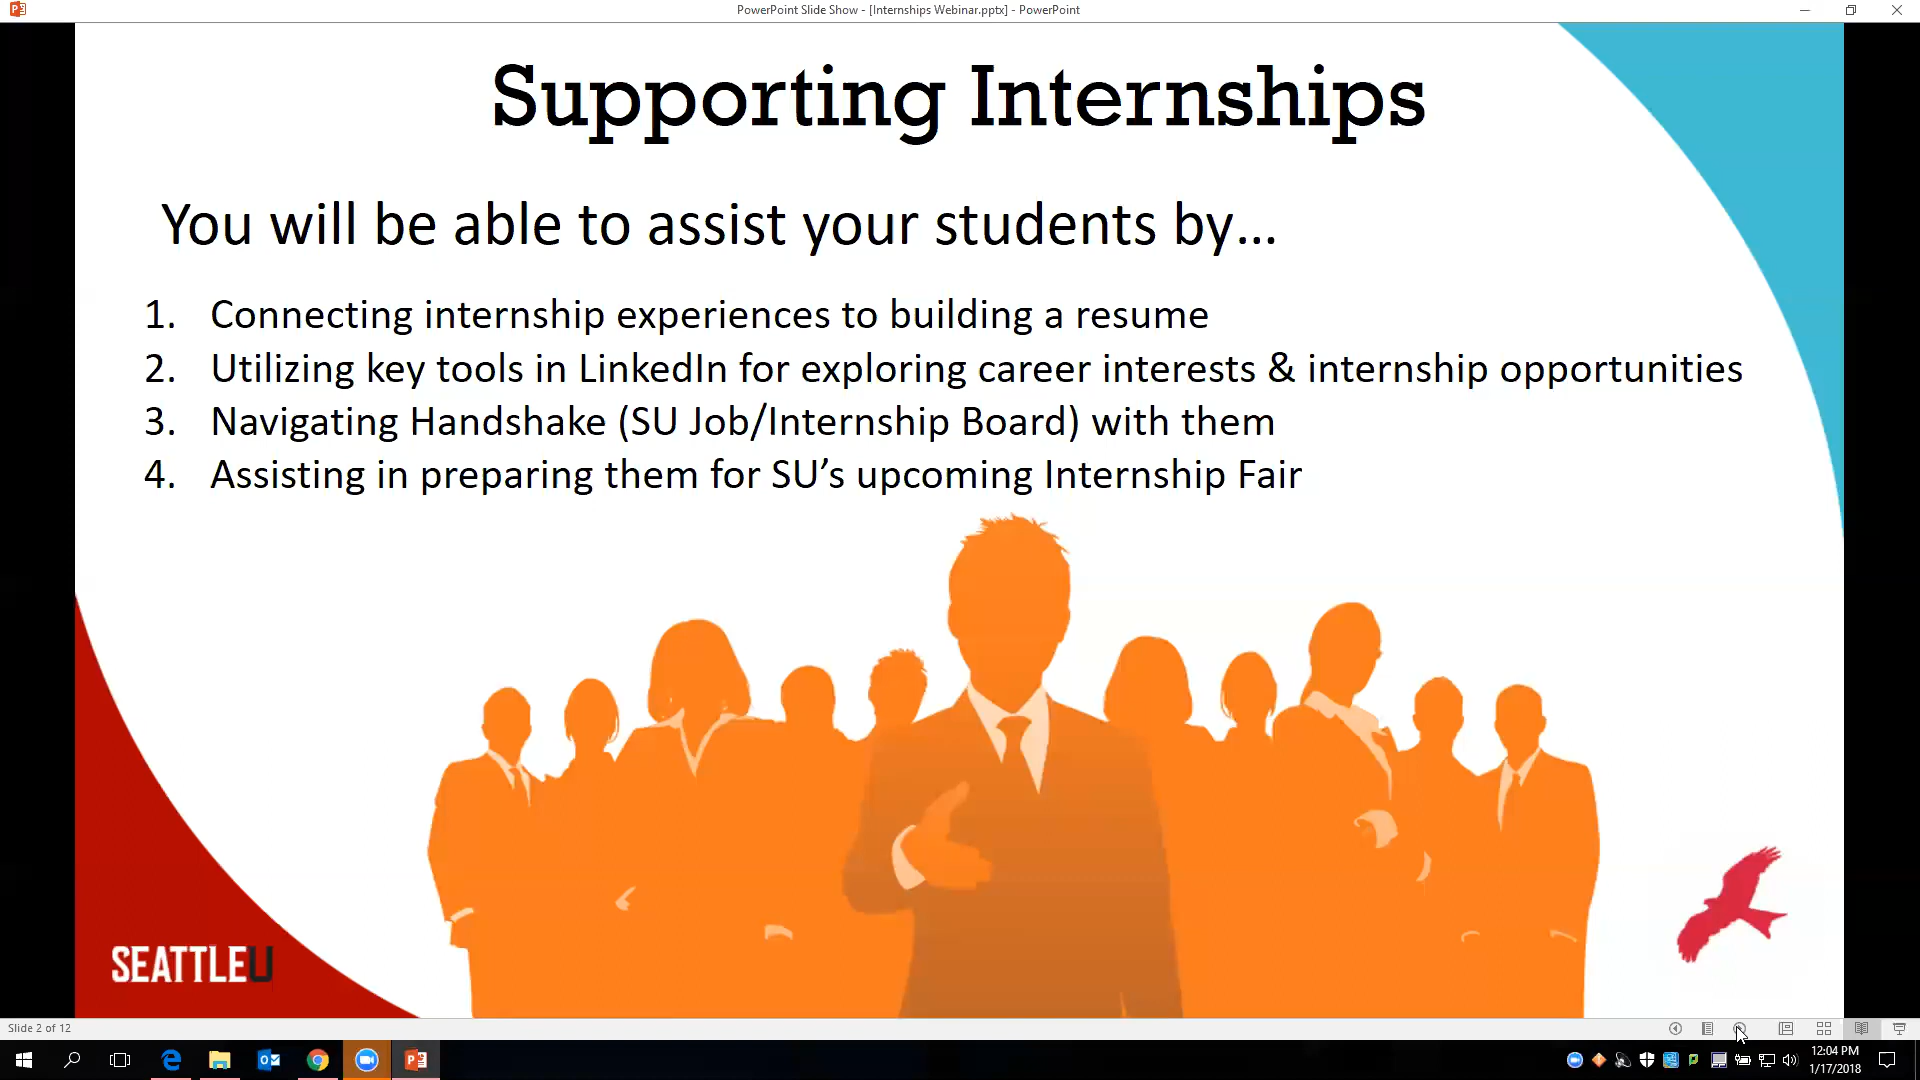 PowerPoint Slide Show - [Internships Webinar.pptx] - PowerPoint
Supporting Internships
You will be able to assist your students by…
1. Connecting internship experiences to building a resume
2. Utilizing key tools in LinkedIn for exploring career interests & internship opportunities
3. Navigating Handshake (SU Job/Internship Board) with them
4. Assisting in preparing them for SU’s upcoming Internship Fair
SEATTLEU
Slide 2 of 12
12:04 PM
1/17/2018